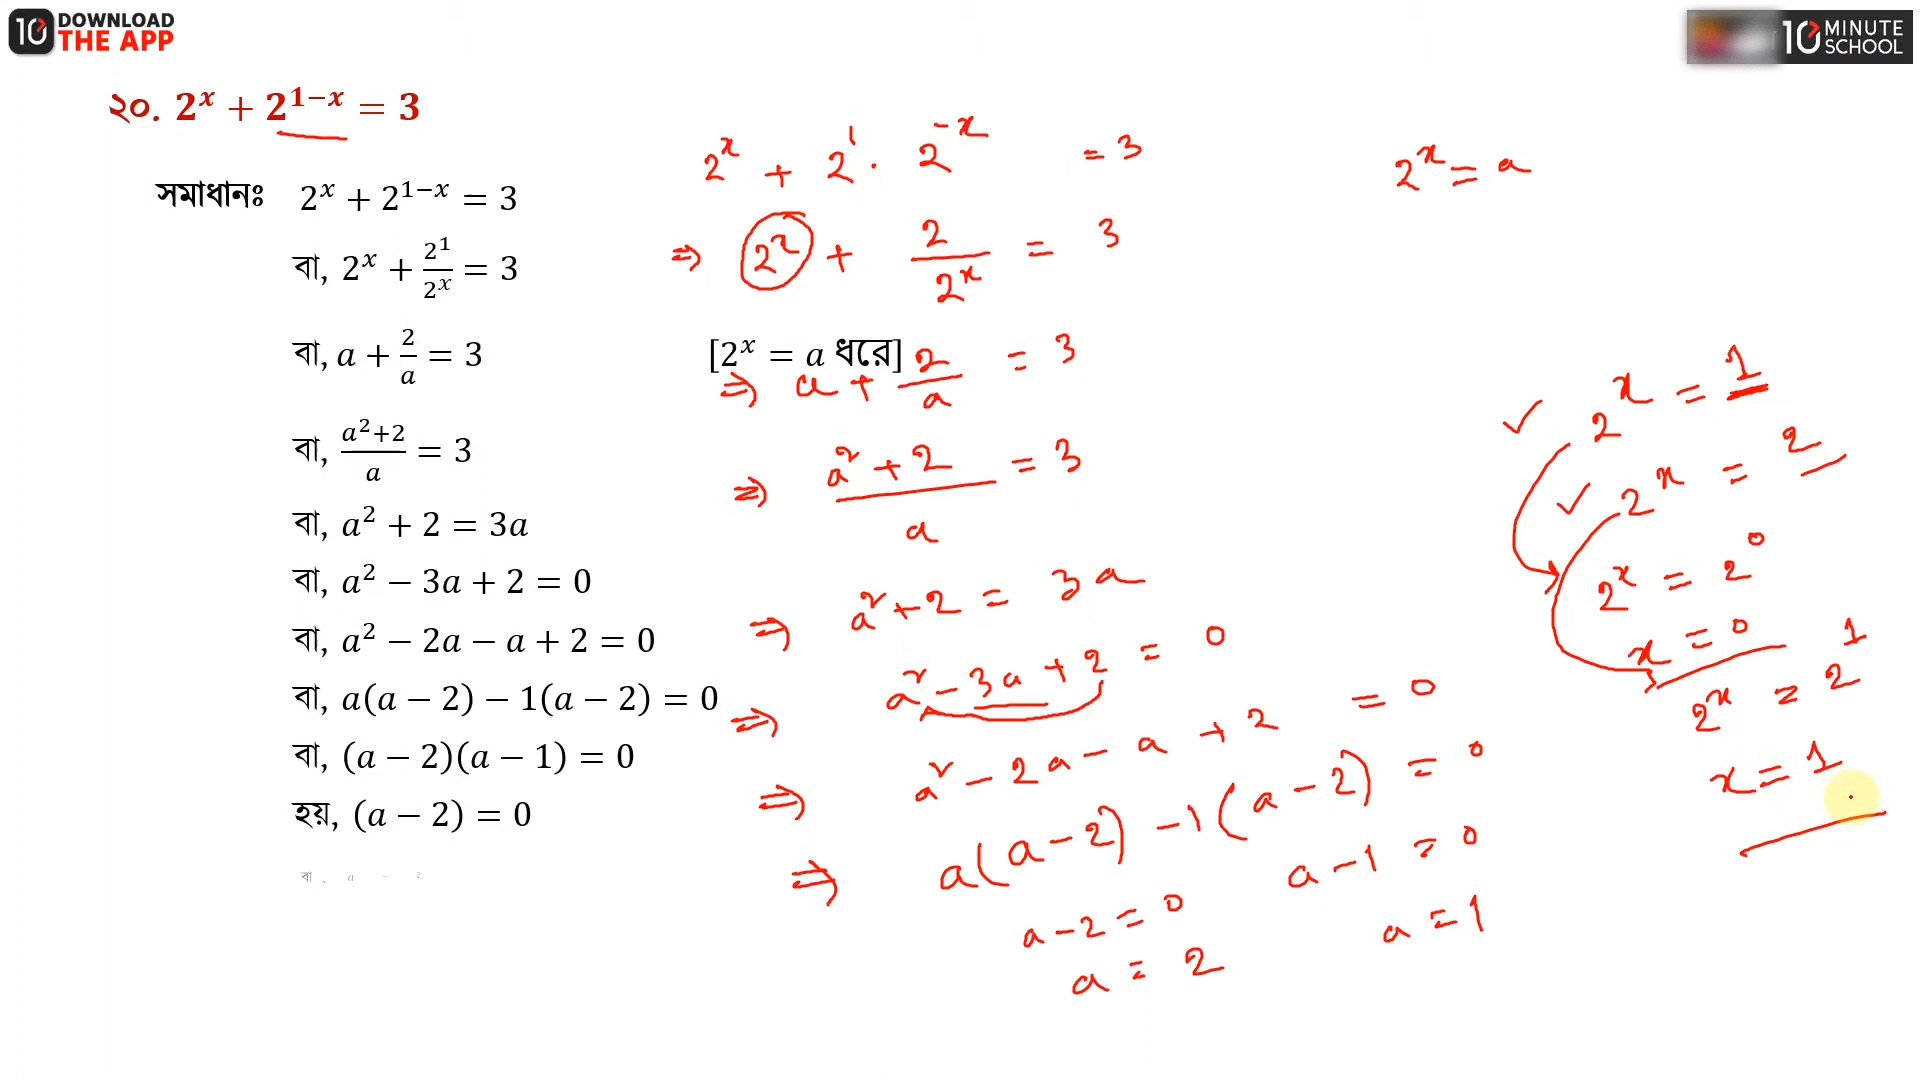 10 DOWNLOAD THE APP
10 MINUTE SCHOOL
২০. 2^x + 2^{1−x} = 3
সমাধানঃ 2^x + 2^{1−x} = 3
বা, 2^x + 2^1/2^x = 3
বা, a + 2/a = 3 [2^x = a ধরে]
বা, (a^2+2)/a = 3
বা, a^2 + 2 = 3a
বা, a^2 − 3a + 2 = 0
বা, a^2 − 2a − a + 2 = 0
বা, a(a − 2) − 1(a − 2) = 0
বা, (a − 2)(a − 1) = 0
হয়, (a − 2) = 0
বা, a − 2
2^x + 2^1 · 2^{−x} = 3
⇒ 2^x + 2/2^x = 3
⇒ a + 2/a = 3
⇒ (a^2 + 2)/a = 3
⇒ a^2 + 2 = 3a
⇒ a^2 − 3a + 2 = 0
⇒ a^2 − 2a − a + 2 = 0
⇒ a(a − 2) − 1(a − 2) = 0
a − 2 = 0
a = 2
a − 1 = 0
a = 1
2^x = a
✓ 2^x = 1
✓ 2^x = 2
2^x = 2^0
x = 0
2^x = 2^1
x = 1